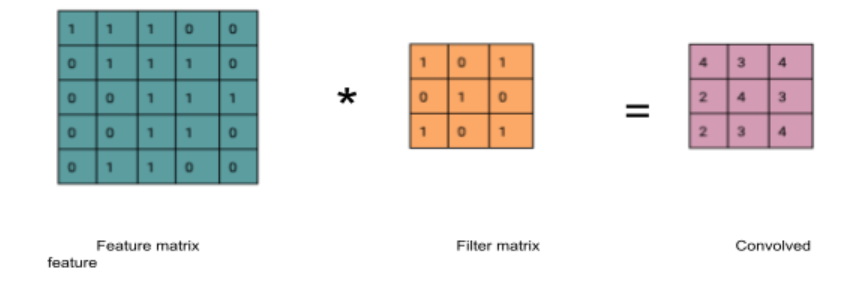 1 1 1 0 0
0 1 1 1 0
0 0 1 1 1
0 0 1 1 0
0 1 1 0 0
*
1 0 1
0 1 0
1 0 1
=
4 3 4
2 4 3
2 3 4
Feature matrix Filter matrix Convolved
feature